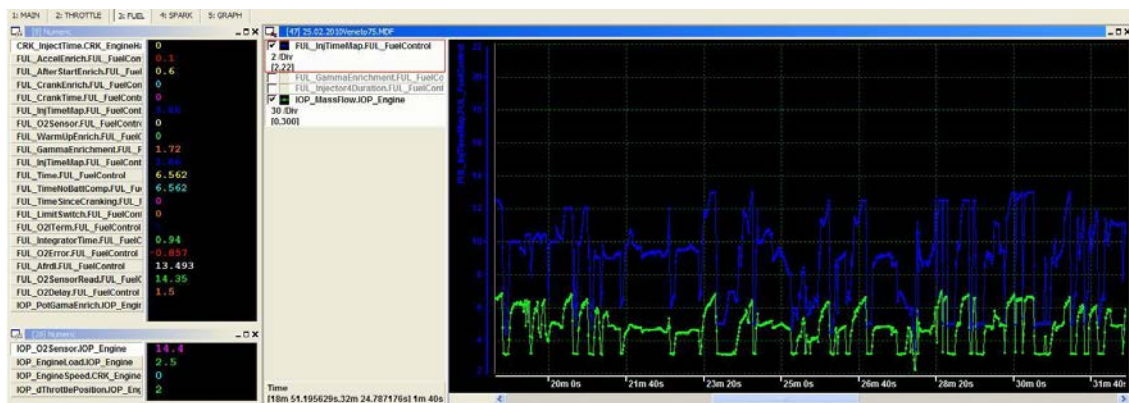 1: MAIN 2: THROTTLE 3: FUEL 4: SPARK 5: GRAPH
[1] Numeric
CRK_InjectTime.CRK_EngineRa 0
FUL_AccelEnrich.FUL_FuelCon 0.1
FUL_AfterStartEnrich.FUL_Fuel 0.6
FUL_CrankEnrich.FUL_FuelCon 0
FUL_CrankTime.FUL_FuelContr 0
FUL_InjTimeMap.FUL_FuelCont
FUL_O2Sensor.FUL_FuelContro 0
FUL_WarmUpEnrich.FUL_FuelC 0
FUL_GammaEnrichment.FUL_F 1.72
FUL_InjTimeMap.FUL_FuelCont
FUL_Time.FUL_FuelControl 6.562
FUL_TimeNoBattComp.FUL_Fu 6.562
FUL_TimeSinceCranking.FUL_F 0
FUL_LimitSwitch.FUL_FuelCont 0
FUL_O2ITerm.FUL_FuelControl
FUL_IntegratorTime.FUL_FuelC 0.94
FUL_O2Error.FUL_FuelControl -0.857
FUL_Afrdl.FUL_FuelControl 13.493
FUL_O2SensorRead.FUL_FuelC 14.35
FUL_O2Delay.FUL_FuelControl 1.5
IOP_PotGamaEnrich.IOP_Engin
Numeric
IOP_O2Sensor.IOP_Engine 14.4
IOP_EngineLoad.IOP_Engine 2.5
IOP_EngineSpeed.CRK_Engine 0
IOP_dThrottlePosition.IOP_Eng 2
[47] 25.02.2010Veneto75.MDF
FUL_InjTimeMap.FUL_FuelControl
2 /Div
[2,22]
FUL_GammaEnrichment.FUL_FuelCo
FUL_Injector4Duration.FUL_FuelCont
IOP_MassFlow.IOP_Engine
30 /Div
[0,300]
Time
[18m 51.195629s,32m 24.787176s] 1m 40s
FUL_InjTimeMap.FUL_FuelControl
20m 0s 21m 40s 23m 20s 25m 0s 26m 40s 28m 20s 30m 0s 31m 40s